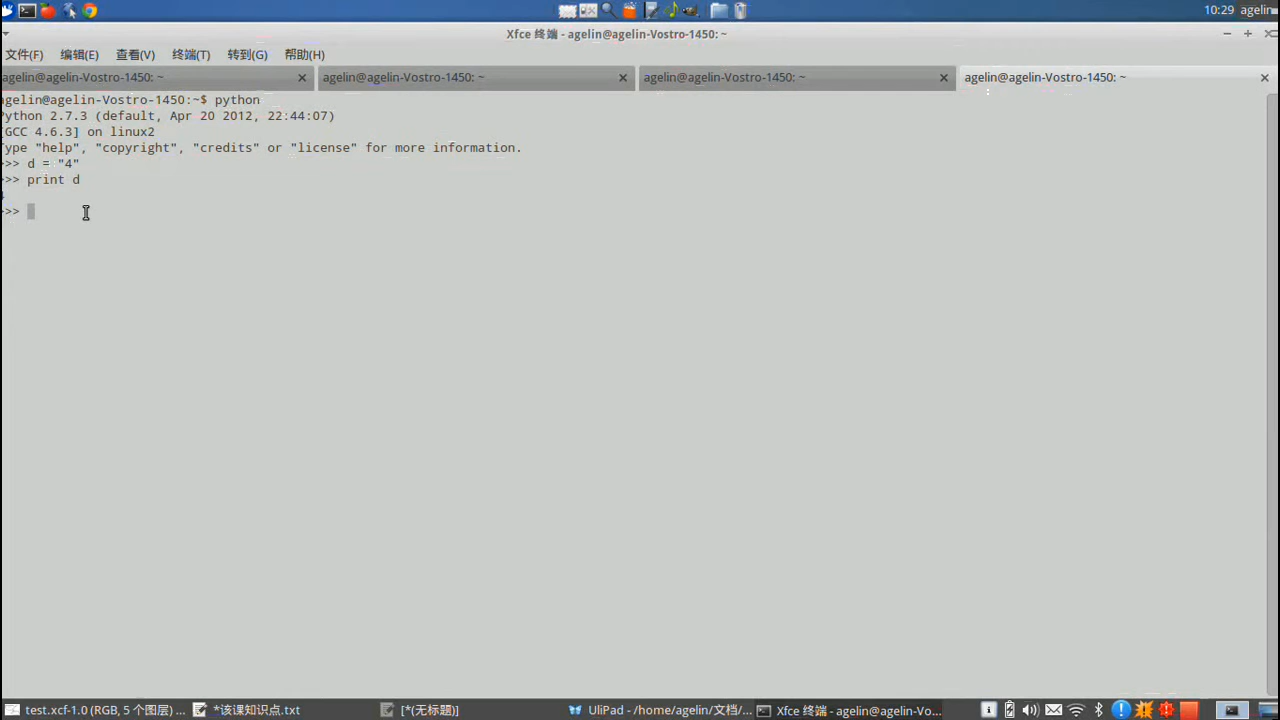 10:29 agelin
Xfce 终端 - agelin@agelin-Vostro-1450: ~
文件(F) 编辑(E) 查看(V) 终端(T) 转到(G) 帮助(H)
agelin@agelin-Vostro-1450: ~ agelin@agelin-Vostro-1450: ~ agelin@agelin-Vostro-1450: ~ agelin@agelin-Vostro-1450: ~
agelin@agelin-Vostro-1450:~$ python
Python 2.7.3 (default, Apr 20 2012, 22:44:07)
[GCC 4.6.3] on linux2
Type "help", "copyright", "credits" or "license" for more information.
>>> d = "4"
>>> print d
4
>>>
test.xcf-1.0 (RGB, 5 个图层) ... *该课知识点.txt [*(无标题)] UliPad - /home/agelin/文档/... Xfce 终端 - agelin@agelin-Vo...